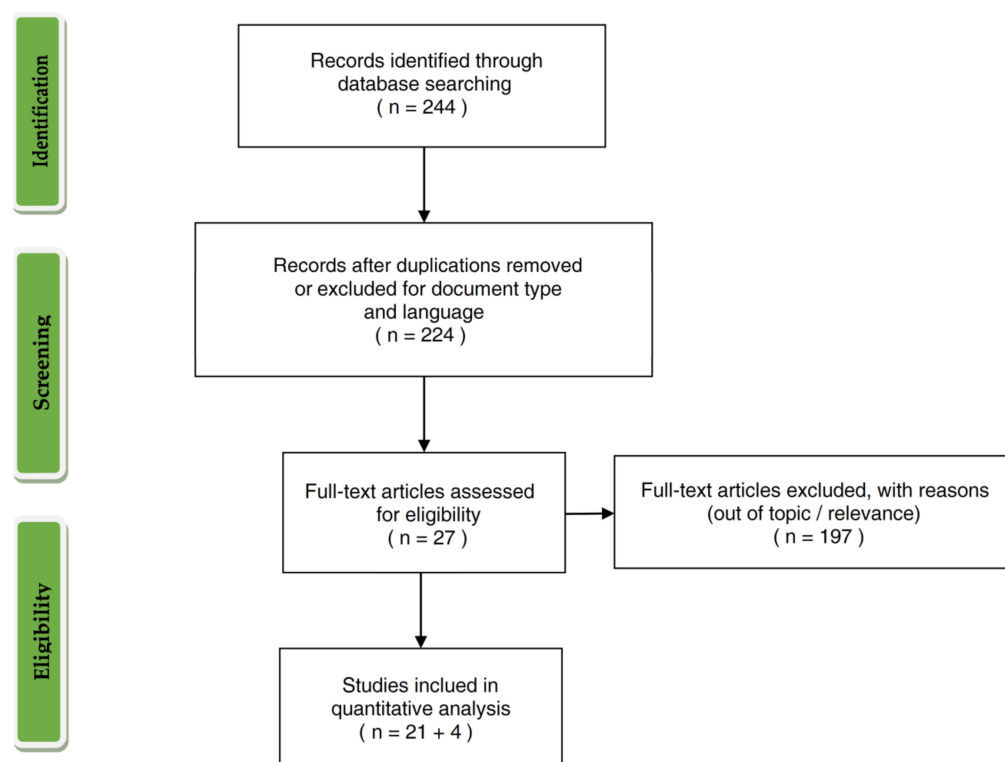 Identification
Records identified through
database searching
( n = 244 )
Records after duplications removed
or excluded for document type
and language
( n = 224 )
Screening
Full-text articles assessed
for eligibility
( n = 27 )
Full-text articles excluded, with reasons
(out of topic / relevance)
( n = 197 )
Eligibility
Studies inclued in
quantitative analysis
( n = 21 + 4 )